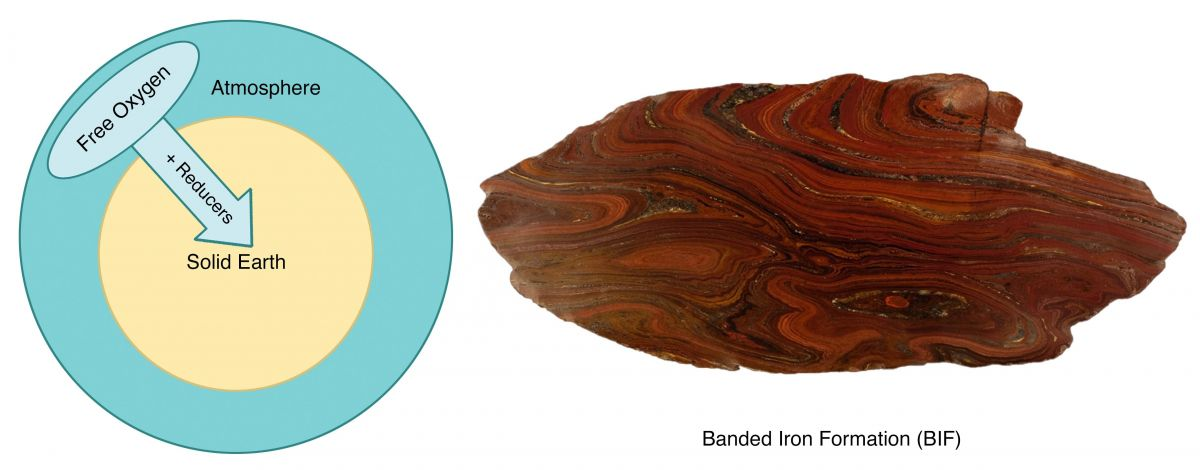 Free Oxygen
Atmosphere
+ Reducers
Solid Earth
Banded Iron Formation (BIF)